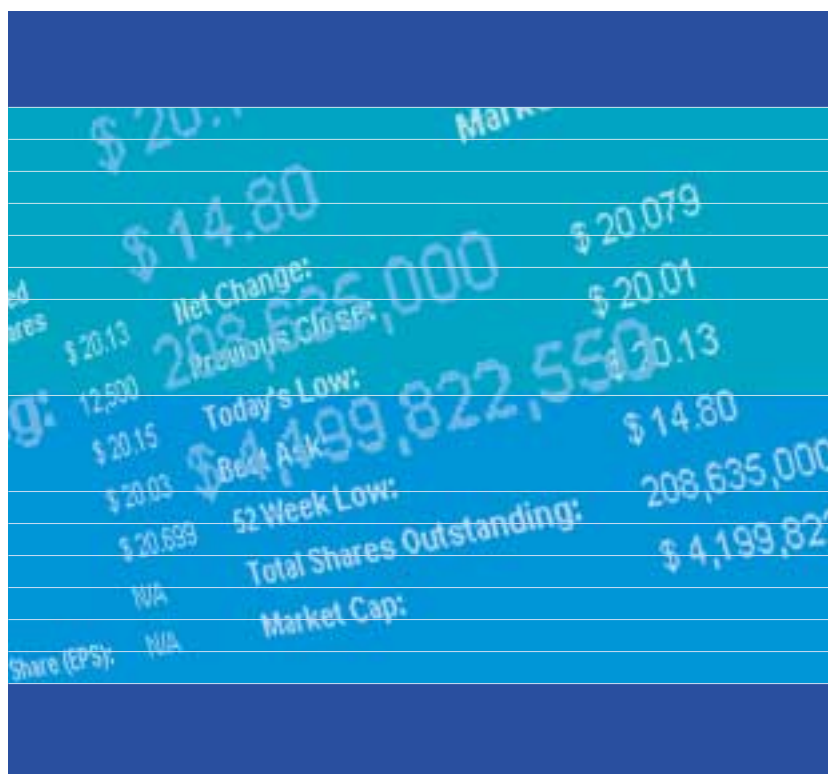 $ 20.1
Mark
$ 14.80
208,635,000
$ 4,199,822,550
ed
ares
g:
$ 20.13
12,500
$ 20.15
$ 20.03
$ 20.699
N/A
Share (EPS): N/A
Net Change:
Previous Close:
Today's Low:
Best Ask
52 Week Low:
Total Shares Outstanding:
Market Cap:
$ 20.079
$ 20.01
$ 20.13
$ 14.80
208,635,000
$ 4,199,822